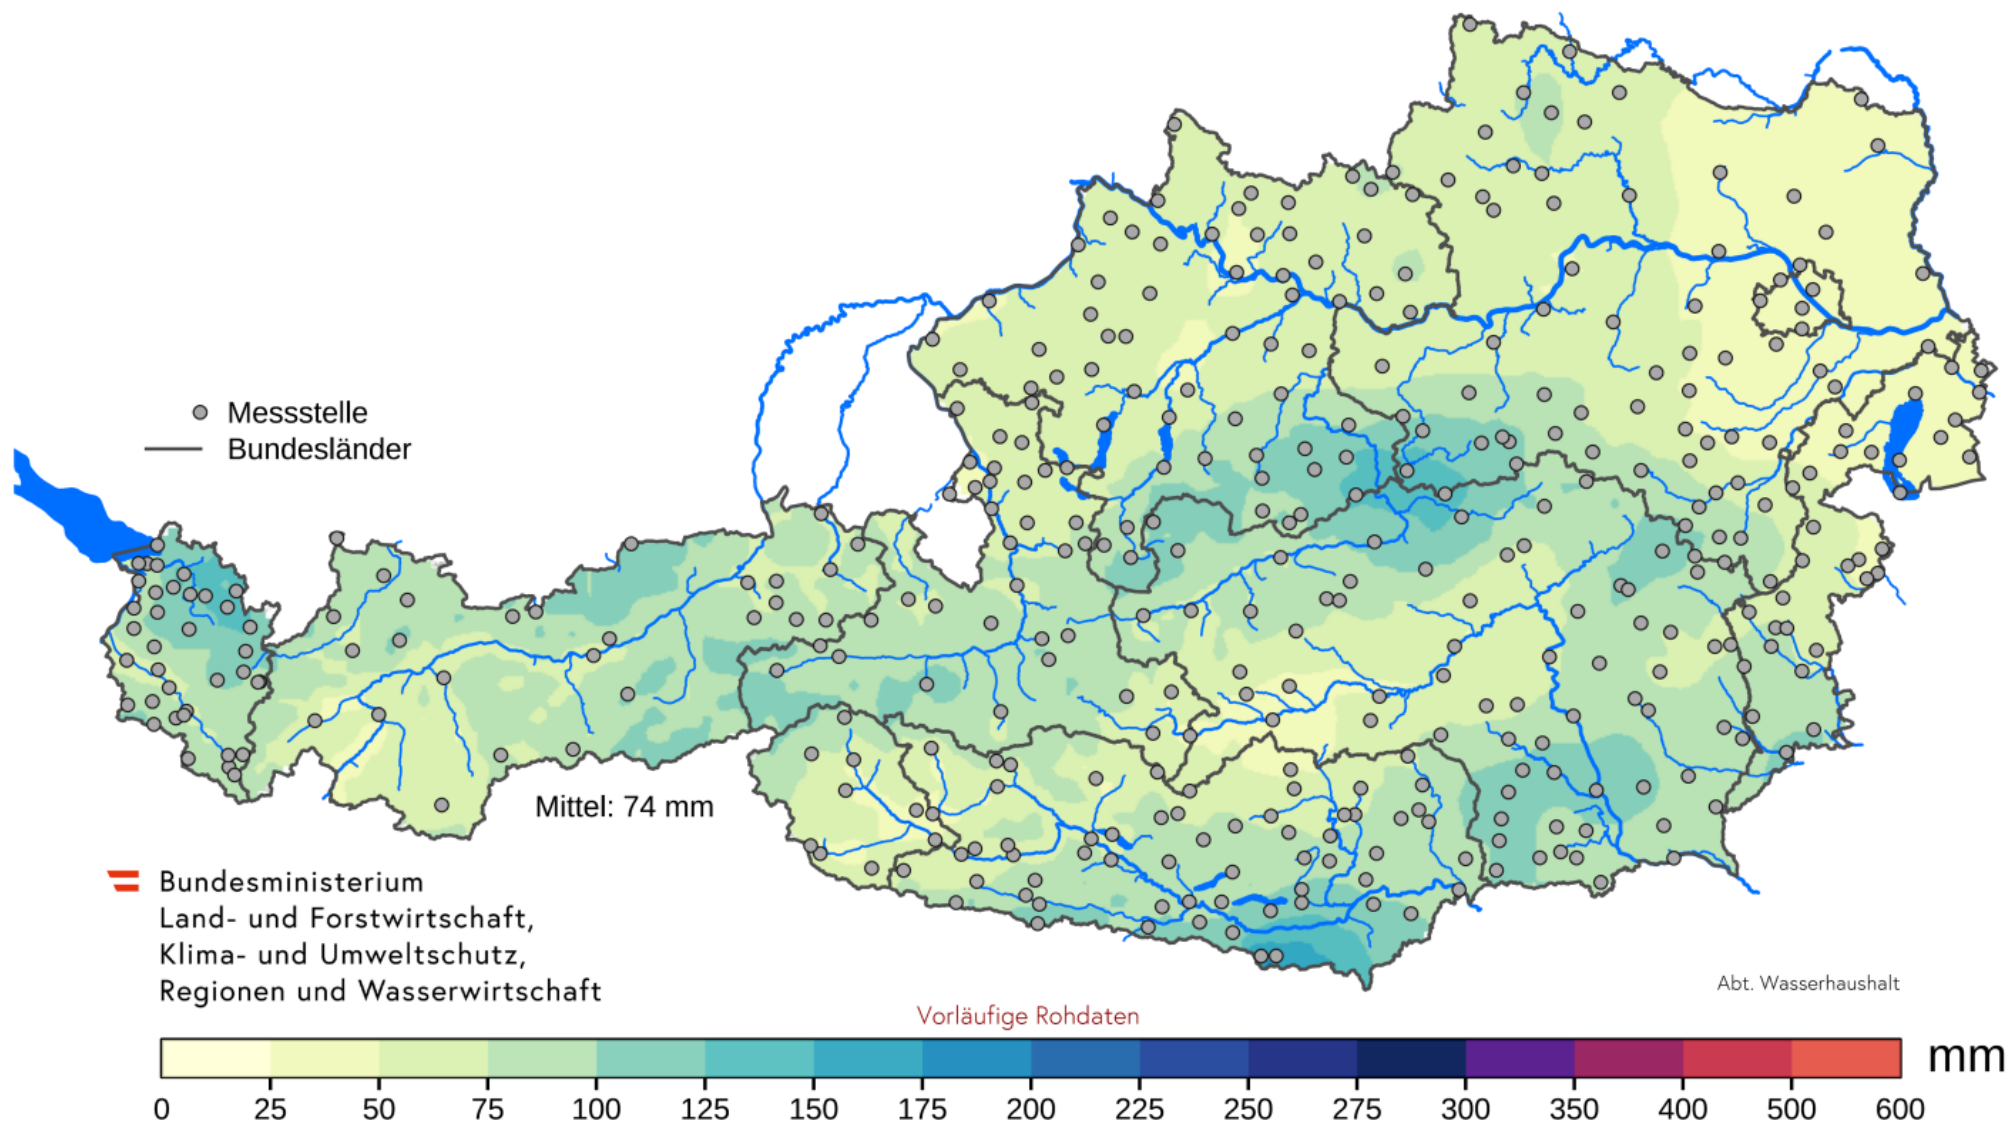 Messstelle
Bundesländer
Mittel: 74 mm
Bundesministerium
Land- und Forstwirtschaft,
Klima- und Umweltschutz,
Regionen und Wasserwirtschaft
Abt. Wasserhaushalt
Vorläufige Rohdaten
mm
0 25 50 75 100 125 150 175 200 225 250 275 300 350 400 500 600